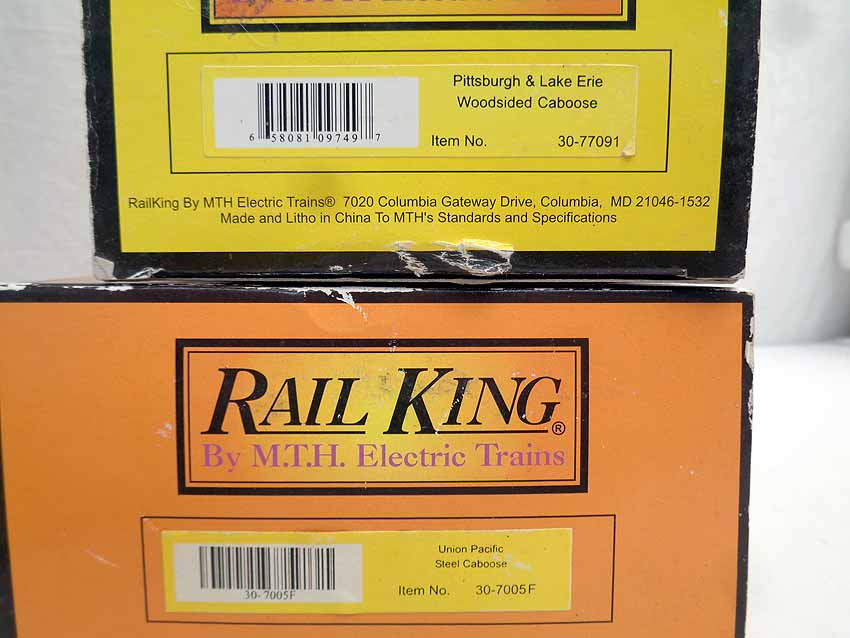 Pittsburgh & Lake Erie
Woodsided Caboose
6 58081 09749 7
Item No. 30-77091
RailKing By MTH Electric Trains® 7020 Columbia Gateway Drive, Columbia, MD 21046-1532
Made and Litho in China To MTH's Standards and Specifications
RAIL KING®
By M.T.H. Electric Trains
Union Pacific
Steel Caboose
30-7005F
Item No. 30-7005F